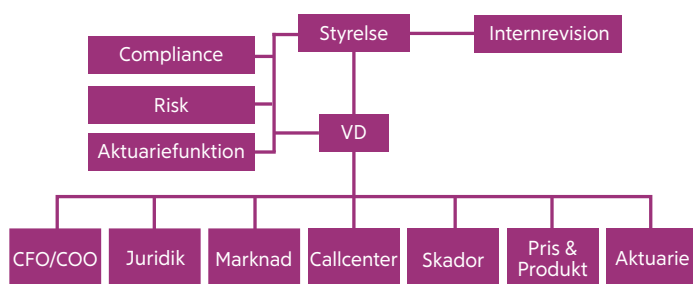 Styrelse
Internrevision
Compliance
Risk
VD
Aktuariefunktion
CFO/COO
Juridik
Marknad
Callcenter
Skador
Pris &
Produkt
Aktuarie